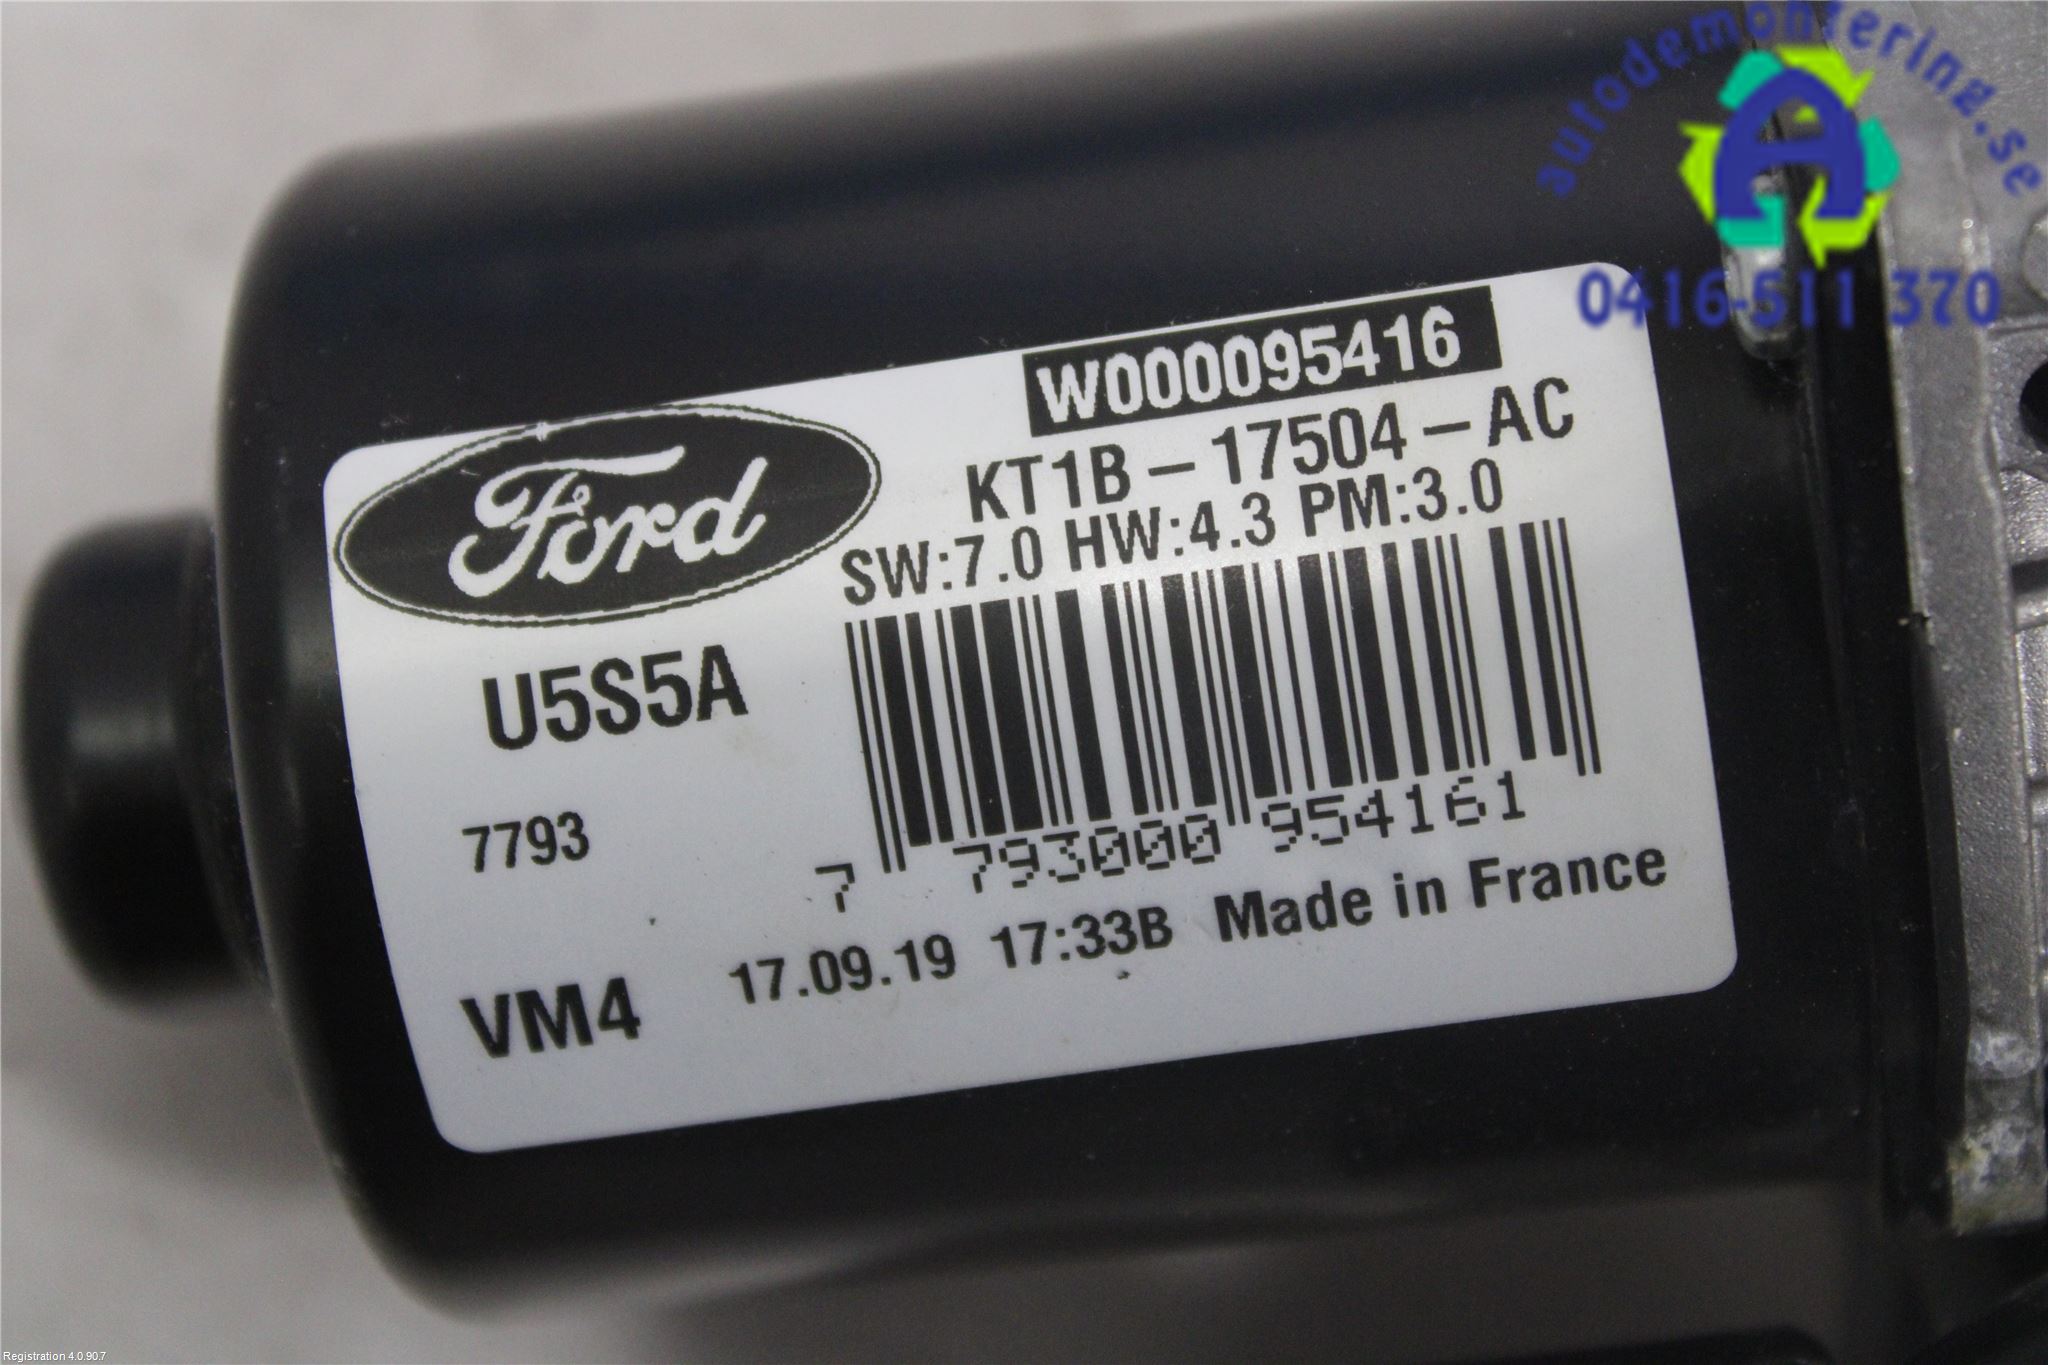 autodemontering.se
A
0416-511 370
W000095416
Ford
KT1B-17504-AC
SW:7.0 HW:4.3 PM:3.0
U5S5A
7793
7 793000 954161
17.09.19 17:33B Made in France
VM4
Registration 4.0.90.7